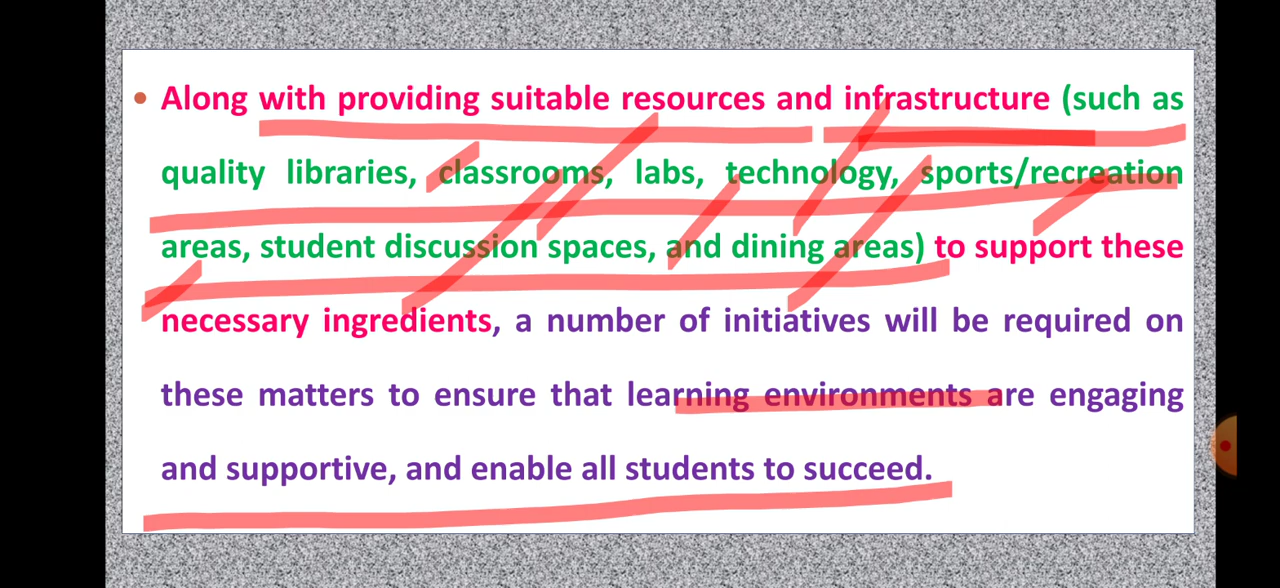 • Along with providing suitable resources and infrastructure (such as
quality libraries, classrooms, labs, technology, sports/recreation
areas, student discussion spaces, and dining areas) to support these
necessary ingredients, a number of initiatives will be required on
these matters to ensure that learning environments are engaging
and supportive, and enable all students to succeed.